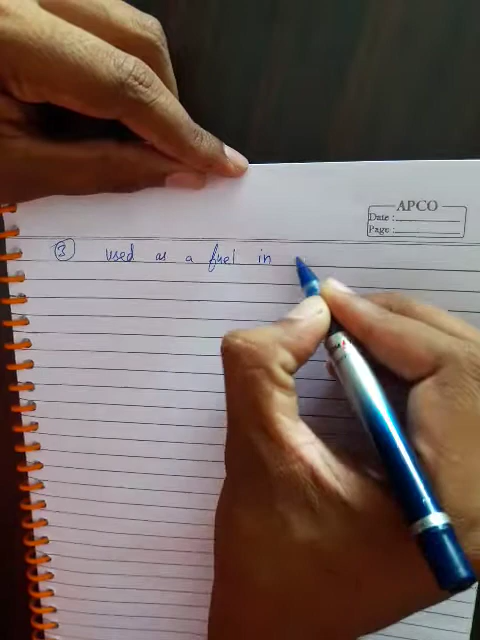 APCO
Date :
Page :
3 used as a fuel in